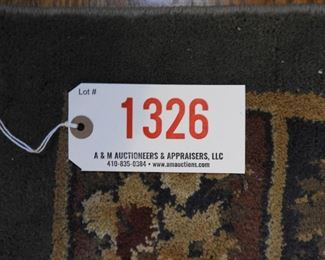 Lot #
1326
A & M AUCTIONEERS & APPRAISERS, LLC
410-835-0384 • www.amauctions.com